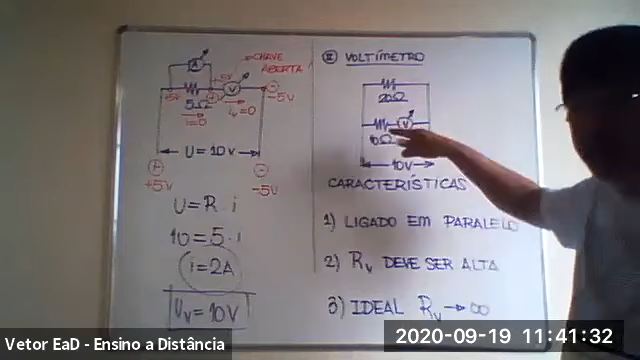 A
CHAVE
ABERTA
+5V
+5V
V
-5V
5Ω
i=0
iv=0
U=10V
+5V
-5V
U=R.i
10=5.i
i=2A
Uv=10V
II VOLTÍMETRO
20Ω
V
10Ω
10V
CARACTERÍSTICAS
1) LIGADO EM PARALELO
2) Rv DEVE SER ALTA
3) IDEAL Rv → ∞
Vetor EaD - Ensino a Distância
2020-09-19 11:41:32